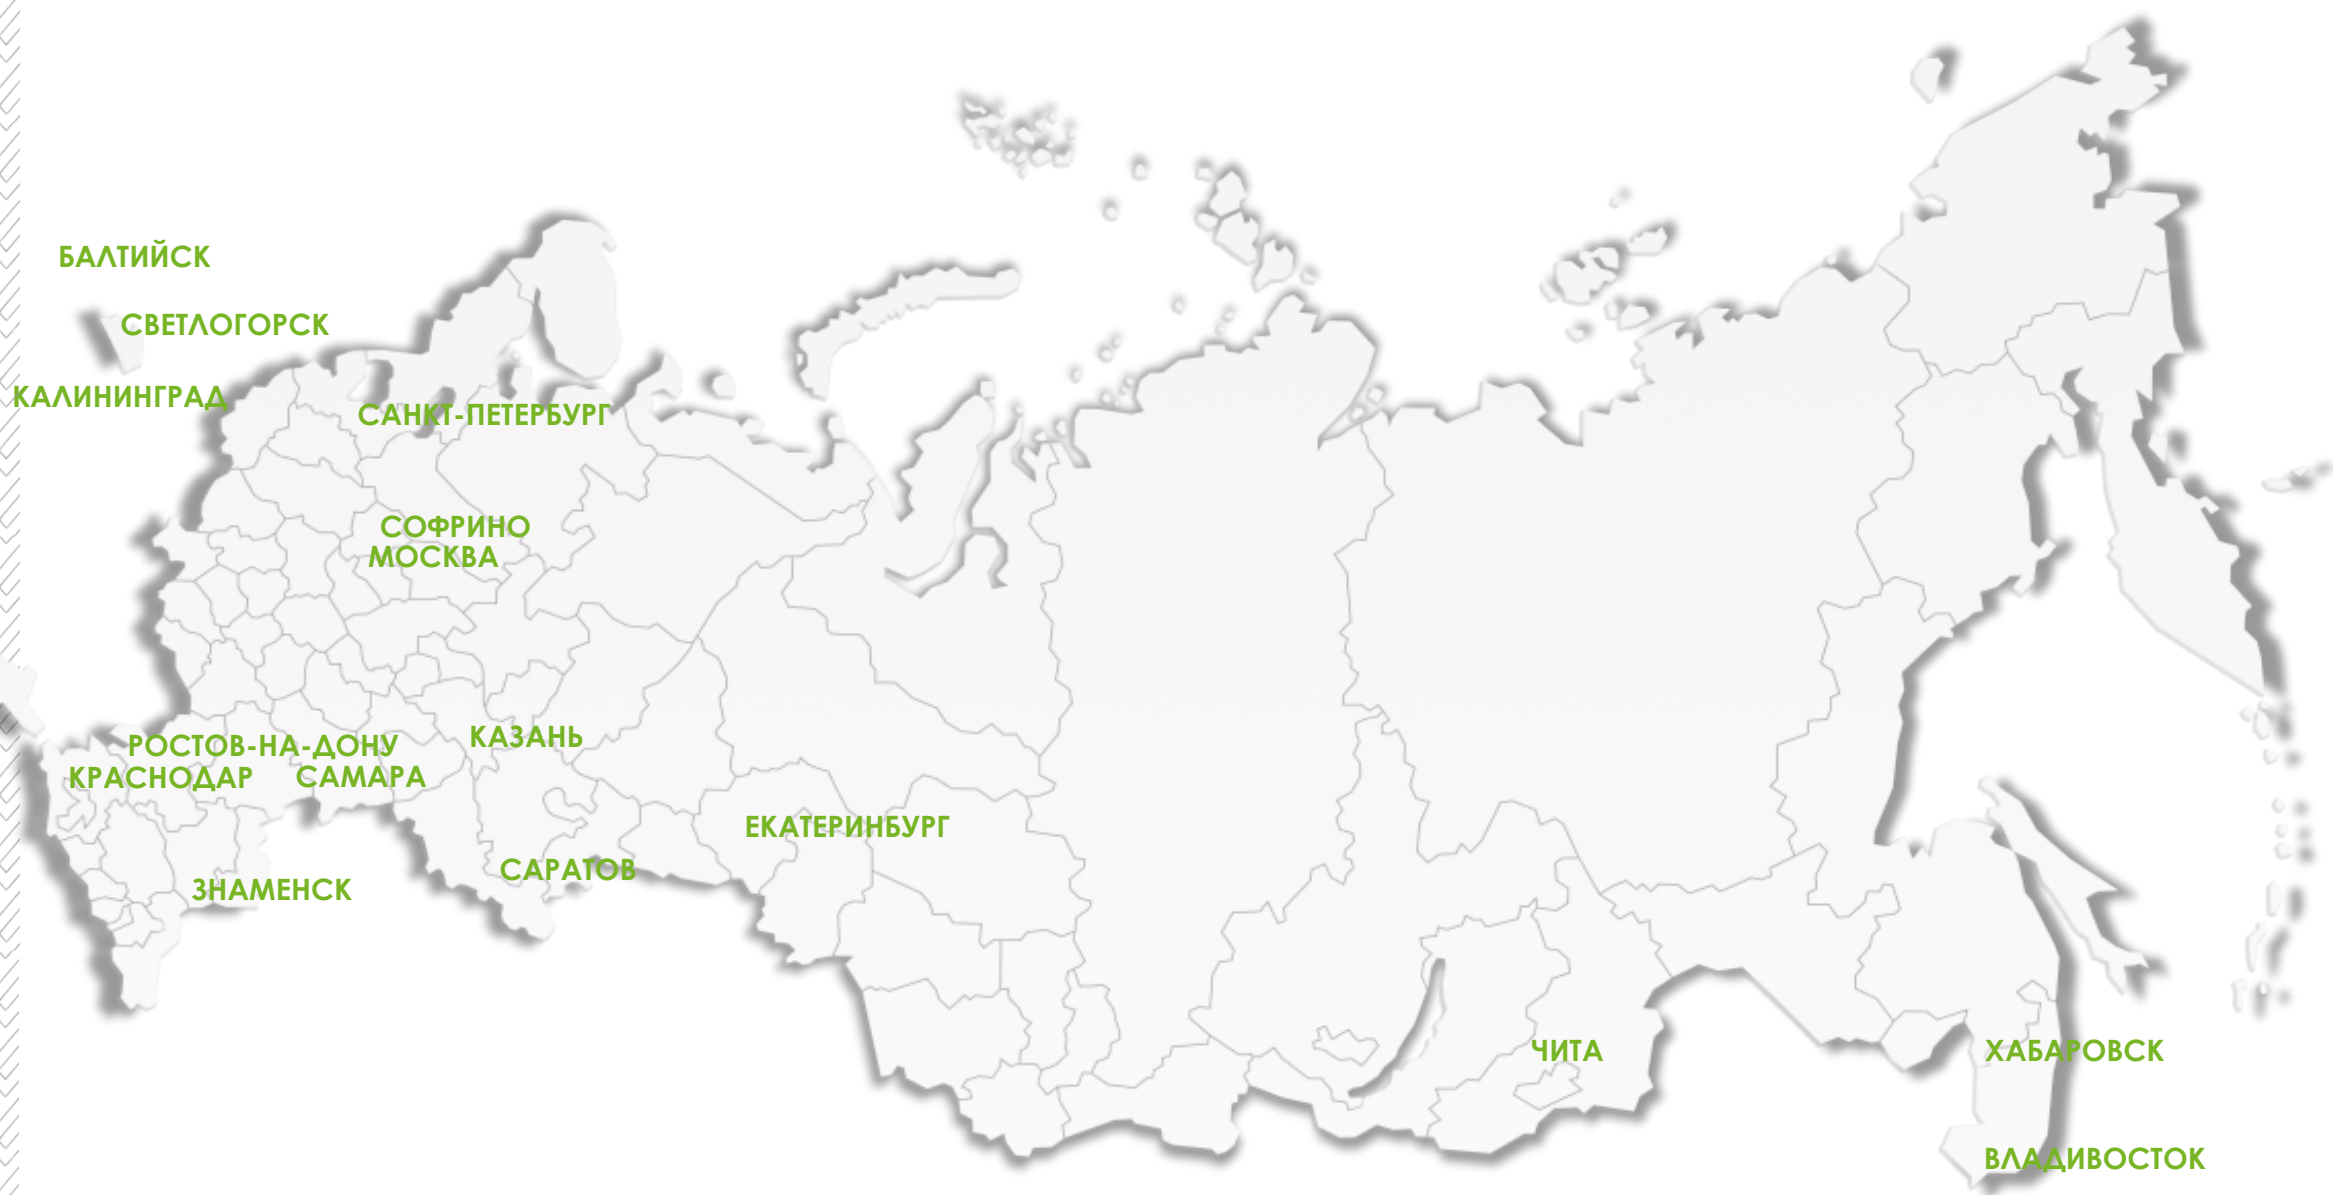 БАЛТИЙСК
СВЕТЛОГОРСК
КАЛИНИНГРАД
САНКТ-ПЕТЕРБУРГ
СОФРИНО
МОСКВА
КАЗАНЬ
РОСТОВ-НА-ДОНУ
КРАСНОДАР
САМАРА
ЕКАТЕРИНБУРГ
САРАТОВ
ЗНАМЕНСК
ЧИТА
ХАБАРОВСК
ВЛАДИВОСТОК